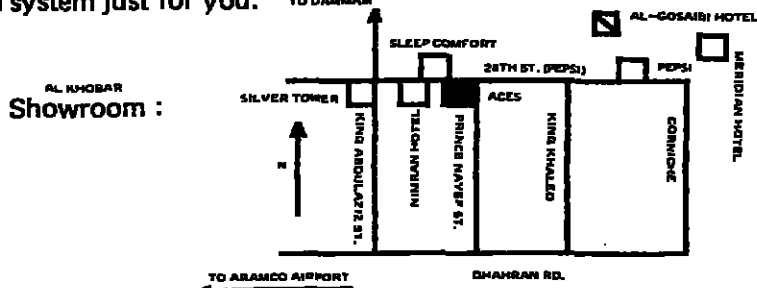 system just for you.
TO DAMMAM
AL-GOSAIBI HOTEL
SLEEP COMFORT
28TH ST. (PEPSI)
PEPSI
MERIDIAN HOTEL
AL KHOBAR
Showroom :
SILVER TOWER
ACES
KING ABDULAZIZ ST.
NIMRAN HOTEL
PRINCE NAYEF ST.
KING KHALED
CORNICHE
N
TO ARAMCO AIRPORT
DHAHRAN RD.